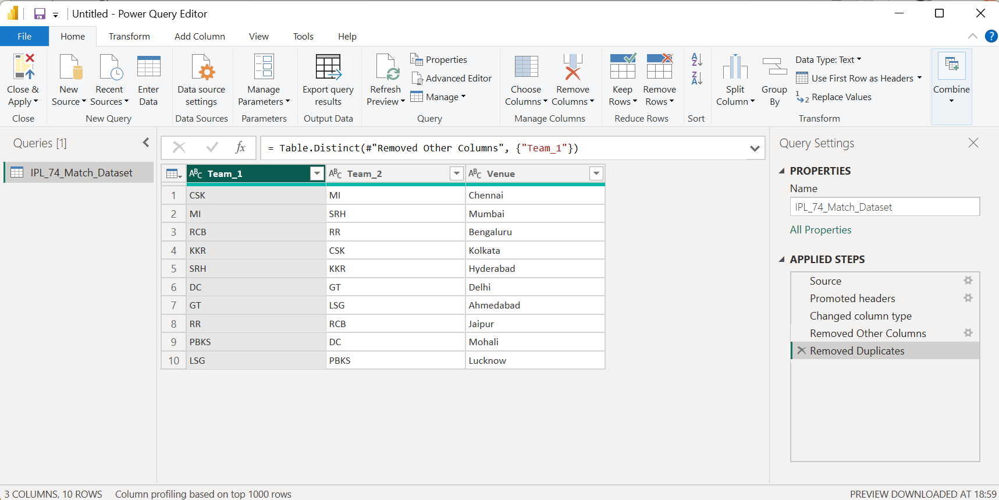 Untitled - Power Query Editor
File Home Transform Add Column View Tools Help
Close & Apply
Close
New Source
Recent Sources
Enter Data
New Query
Data source settings
Data Sources
Manage Parameters
Parameters
Export query results
Output Data
Refresh Preview
Properties
Advanced Editor
Manage
Query
Choose Columns
Remove Columns
Manage Columns
Keep Rows
Remove Rows
Reduce Rows
Sort
Split Column
Group By
Data Type: Text
Use First Row as Headers
Replace Values
Transform
Combine
Queries [1]
IPL_74_Match_Dataset
fx
= Table.Distinct(#"Removed Other Columns", {"Team_1"})
ABC Team_1 ABC Team_2 ABC Venue
1 CSK MI Chennai
2 MI SRH Mumbai
3 RCB RR Bengaluru
4 KKR CSK Kolkata
5 SRH KKR Hyderabad
6 DC GT Delhi
7 GT LSG Ahmedabad
8 RR RCB Jaipur
9 PBKS DC Mohali
10 LSG PBKS Lucknow
Query Settings
PROPERTIES
Name
IPL_74_Match_Dataset
All Properties
APPLIED STEPS
Source
Promoted headers
Changed column type
Removed Other Columns
Removed Duplicates
3 COLUMNS, 10 ROWS Column profiling based on top 1000 rows
PREVIEW DOWNLOADED AT 18:59